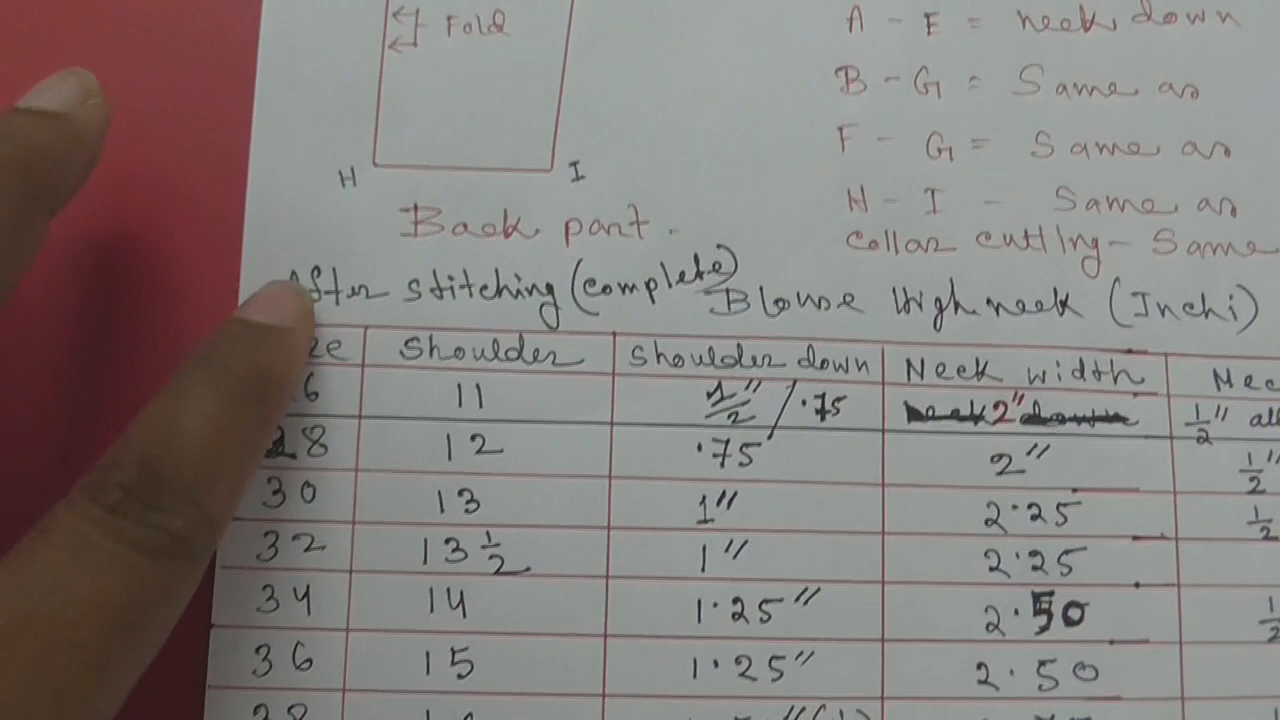 Fold
A - E = neck down
B - G = Same as
F - G = Same as
H I
H - I - Same as
Back part.
collar cutting - Same
After stitching (complete) Blouse High neck (Inchi)
Shoulder Shoulder down Neck width
11 1/2" / .75 2" 1/2"
28 12 .75 2" 1/2"
30 13 1" 2.25 1/2
32 13 1/2 1" 2.25
34 14 1.25" 2.50 1/2
36 15 1.25" 2.50